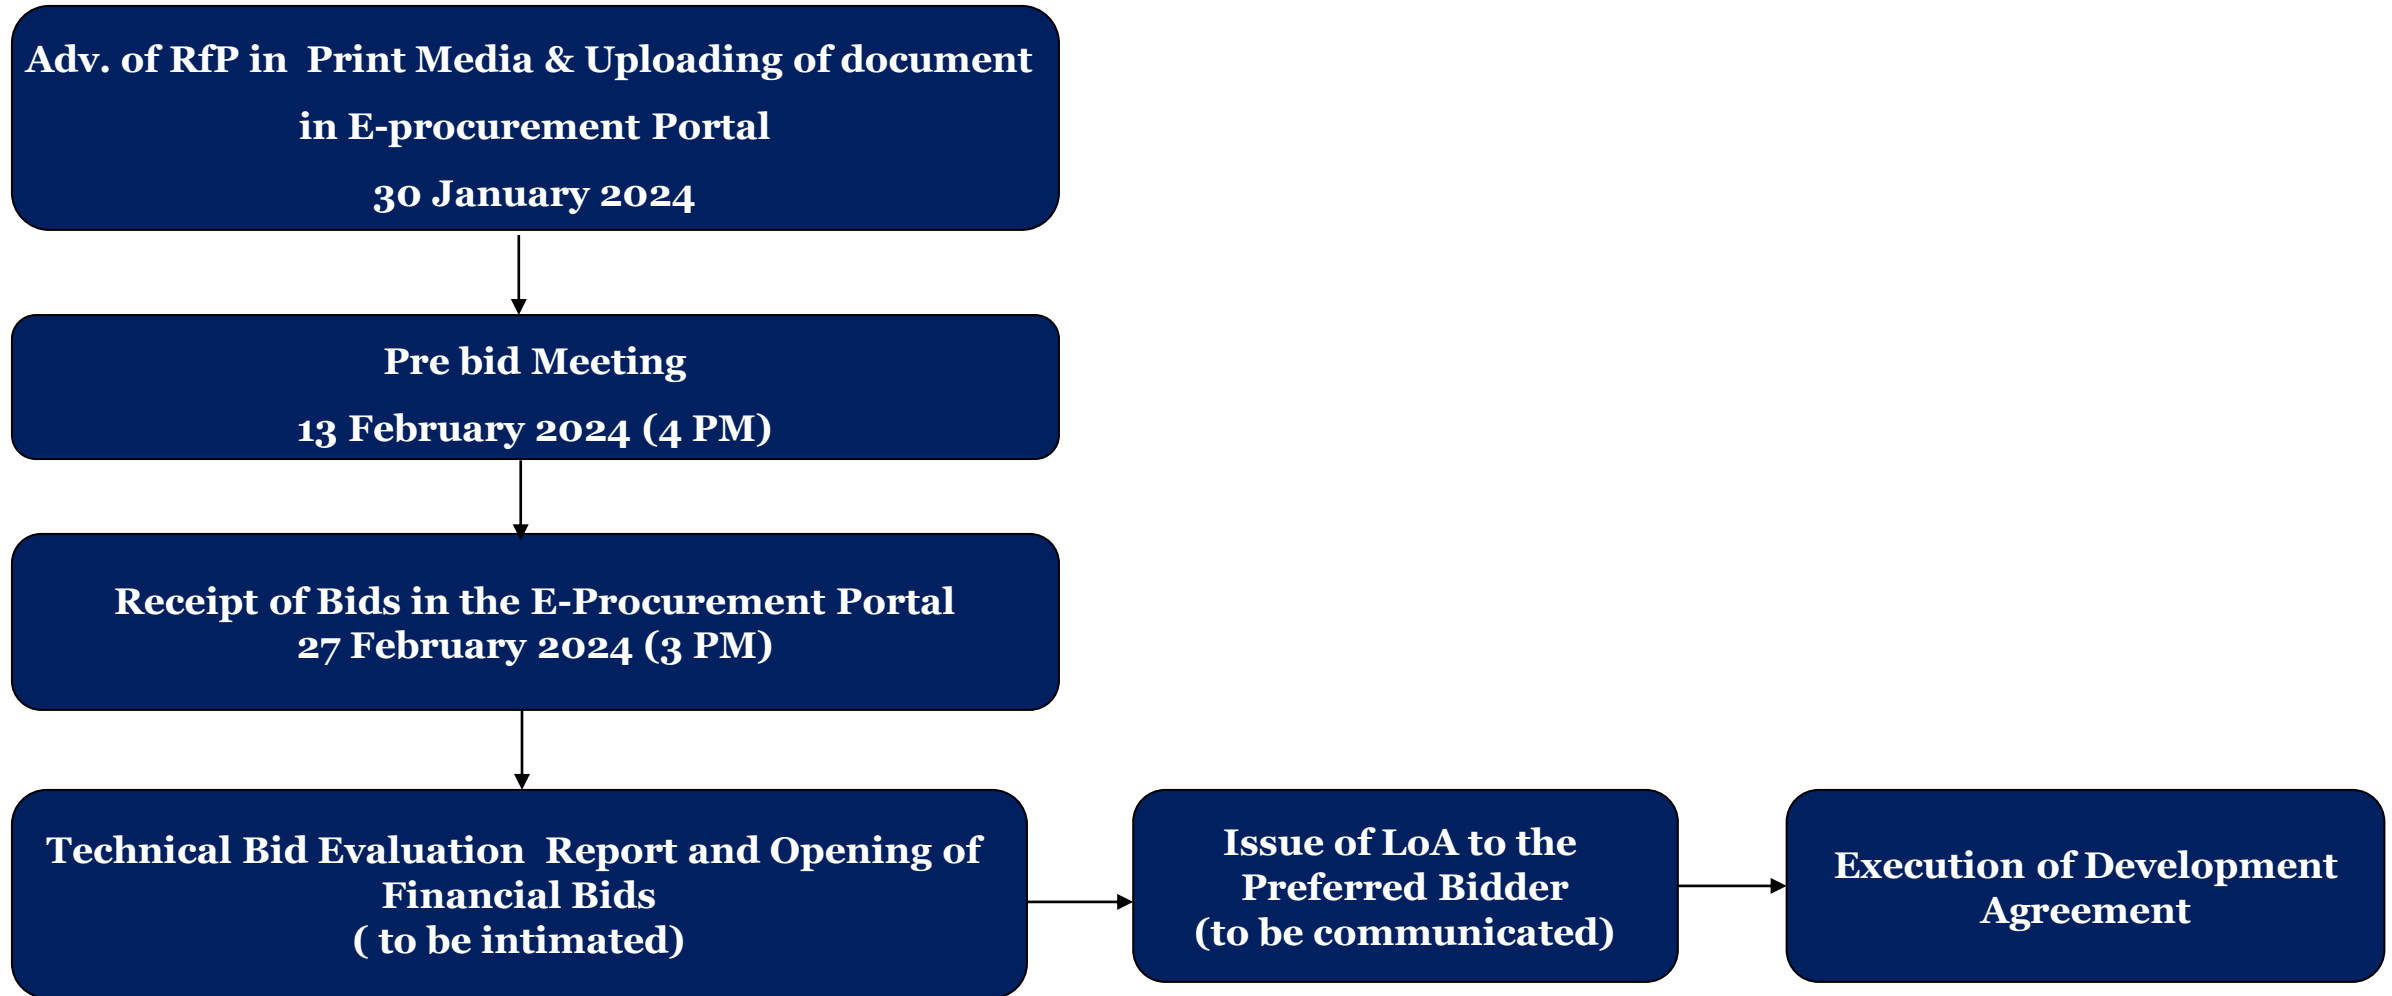 Adv. of RfP in Print Media & Uploading of document
in E-procurement Portal
30 January 2024
Pre bid Meeting
13 February 2024 (4 PM)
Receipt of Bids in the E-Procurement Portal
27 February 2024 (3 PM)
Technical Bid Evaluation Report and Opening of
Financial Bids
( to be intimated)
Issue of LoA to the
Preferred Bidder
(to be communicated)
Execution of Development
Agreement